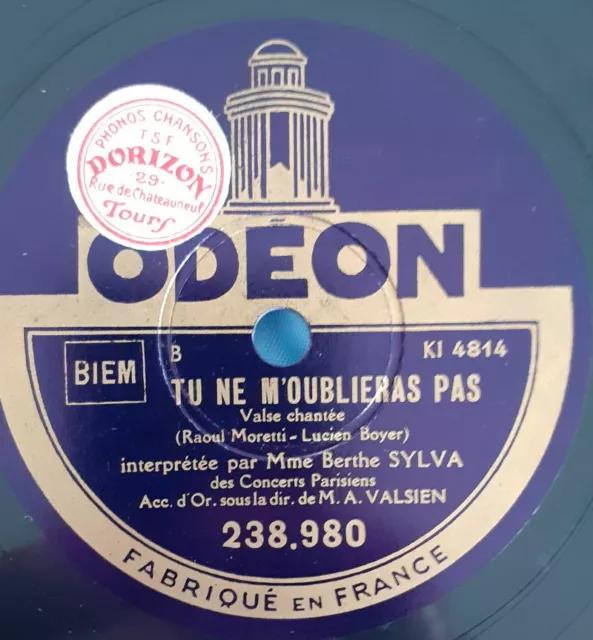 PHONOS CHANSONS
TSF
DORIZON
29
Rue de Chateauneuf
Tours
ODÉON
BIEM
B
KI 4814
TU NE M'OUBLIERAS PAS
Valse chantée
(Raoul Moretti - Lucien Boyer)
interprétée par Mme Berthe SYLVA
des Concerts Parisiens
Acc. d'Or. sous la dir. de M. A. VALSIEN
238.980
FABRIQUÉ EN FRANCE